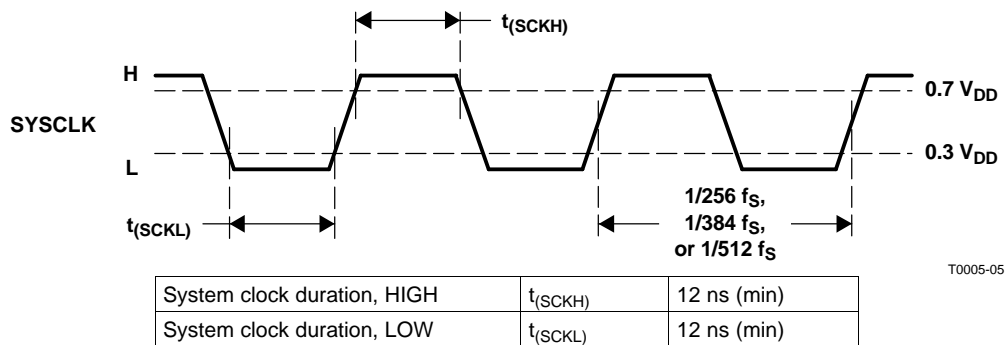 t(SCKH)
H
0.7 VDD
SYSCLK
0.3 VDD
L
1/256 fS,
1/384 fS,
or 1/512 fS
t(SCKL)
T0005-05
System clock duration, HIGH t(SCKH) 12 ns (min)
System clock duration, LOW t(SCKL) 12 ns (min)